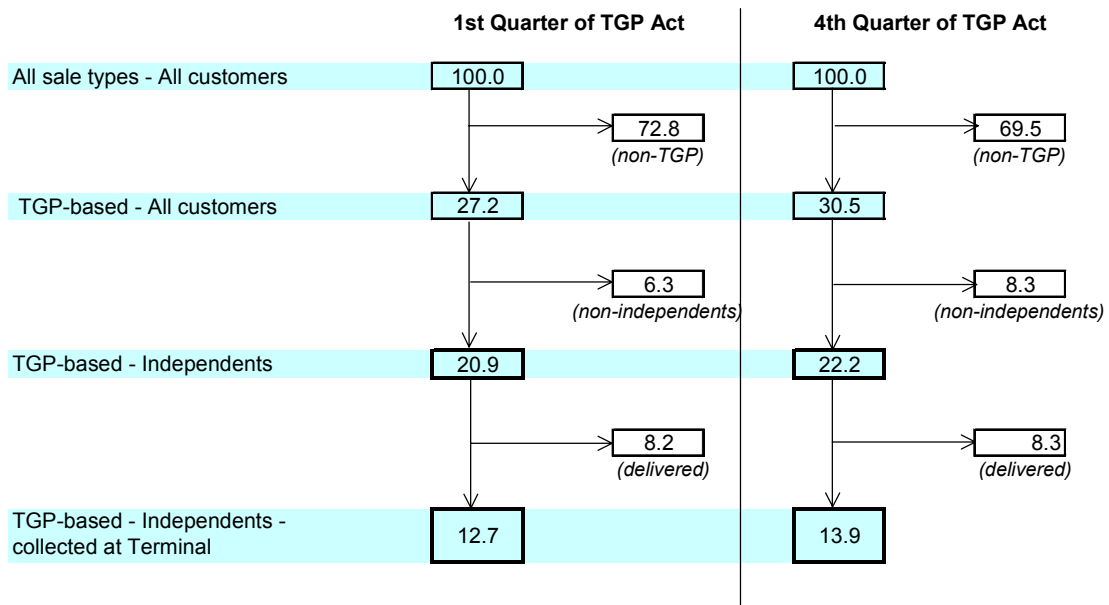 1st Quarter of TGP Act
4th Quarter of TGP Act
All sale types - All customers
100.0
100.0
72.8
(non-TGP)
69.5
(non-TGP)
TGP-based - All customers
27.2
30.5
6.3
(non-independents)
8.3
(non-independents)
TGP-based - Independents
20.9
22.2
8.2
(delivered)
8.3
(delivered)
TGP-based - Independents -
collected at Terminal
12.7
13.9